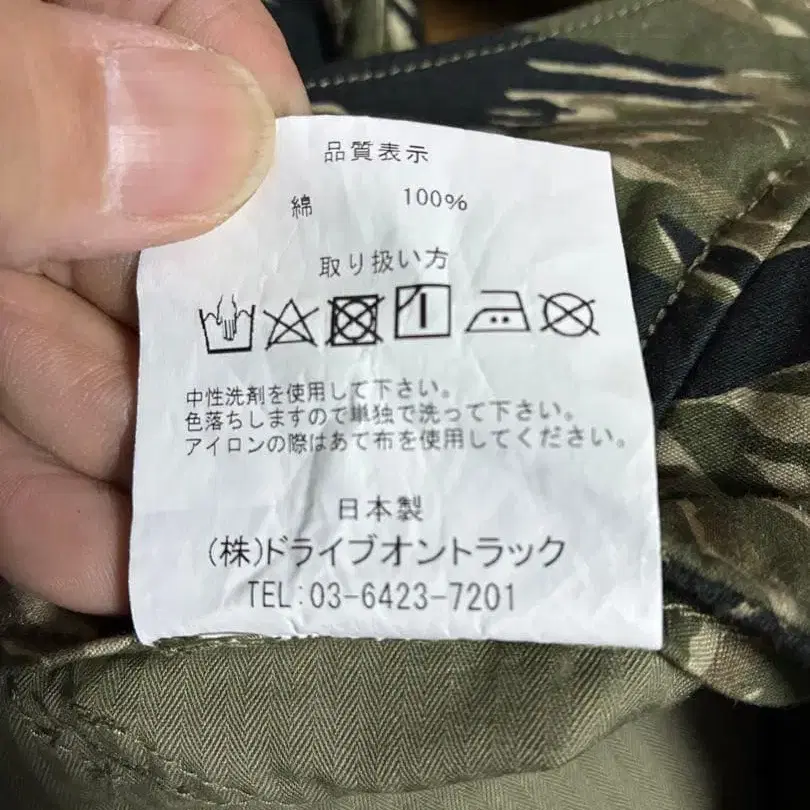 品質表示
綿 100%
取り扱い方
中性洗剤を使用して下さい。
色落ちしますので単独で洗って下さい。
アイロンの際はあて布を使用してください。
日本製
(株)ドライブオントラック
TEL:03-6423-7201